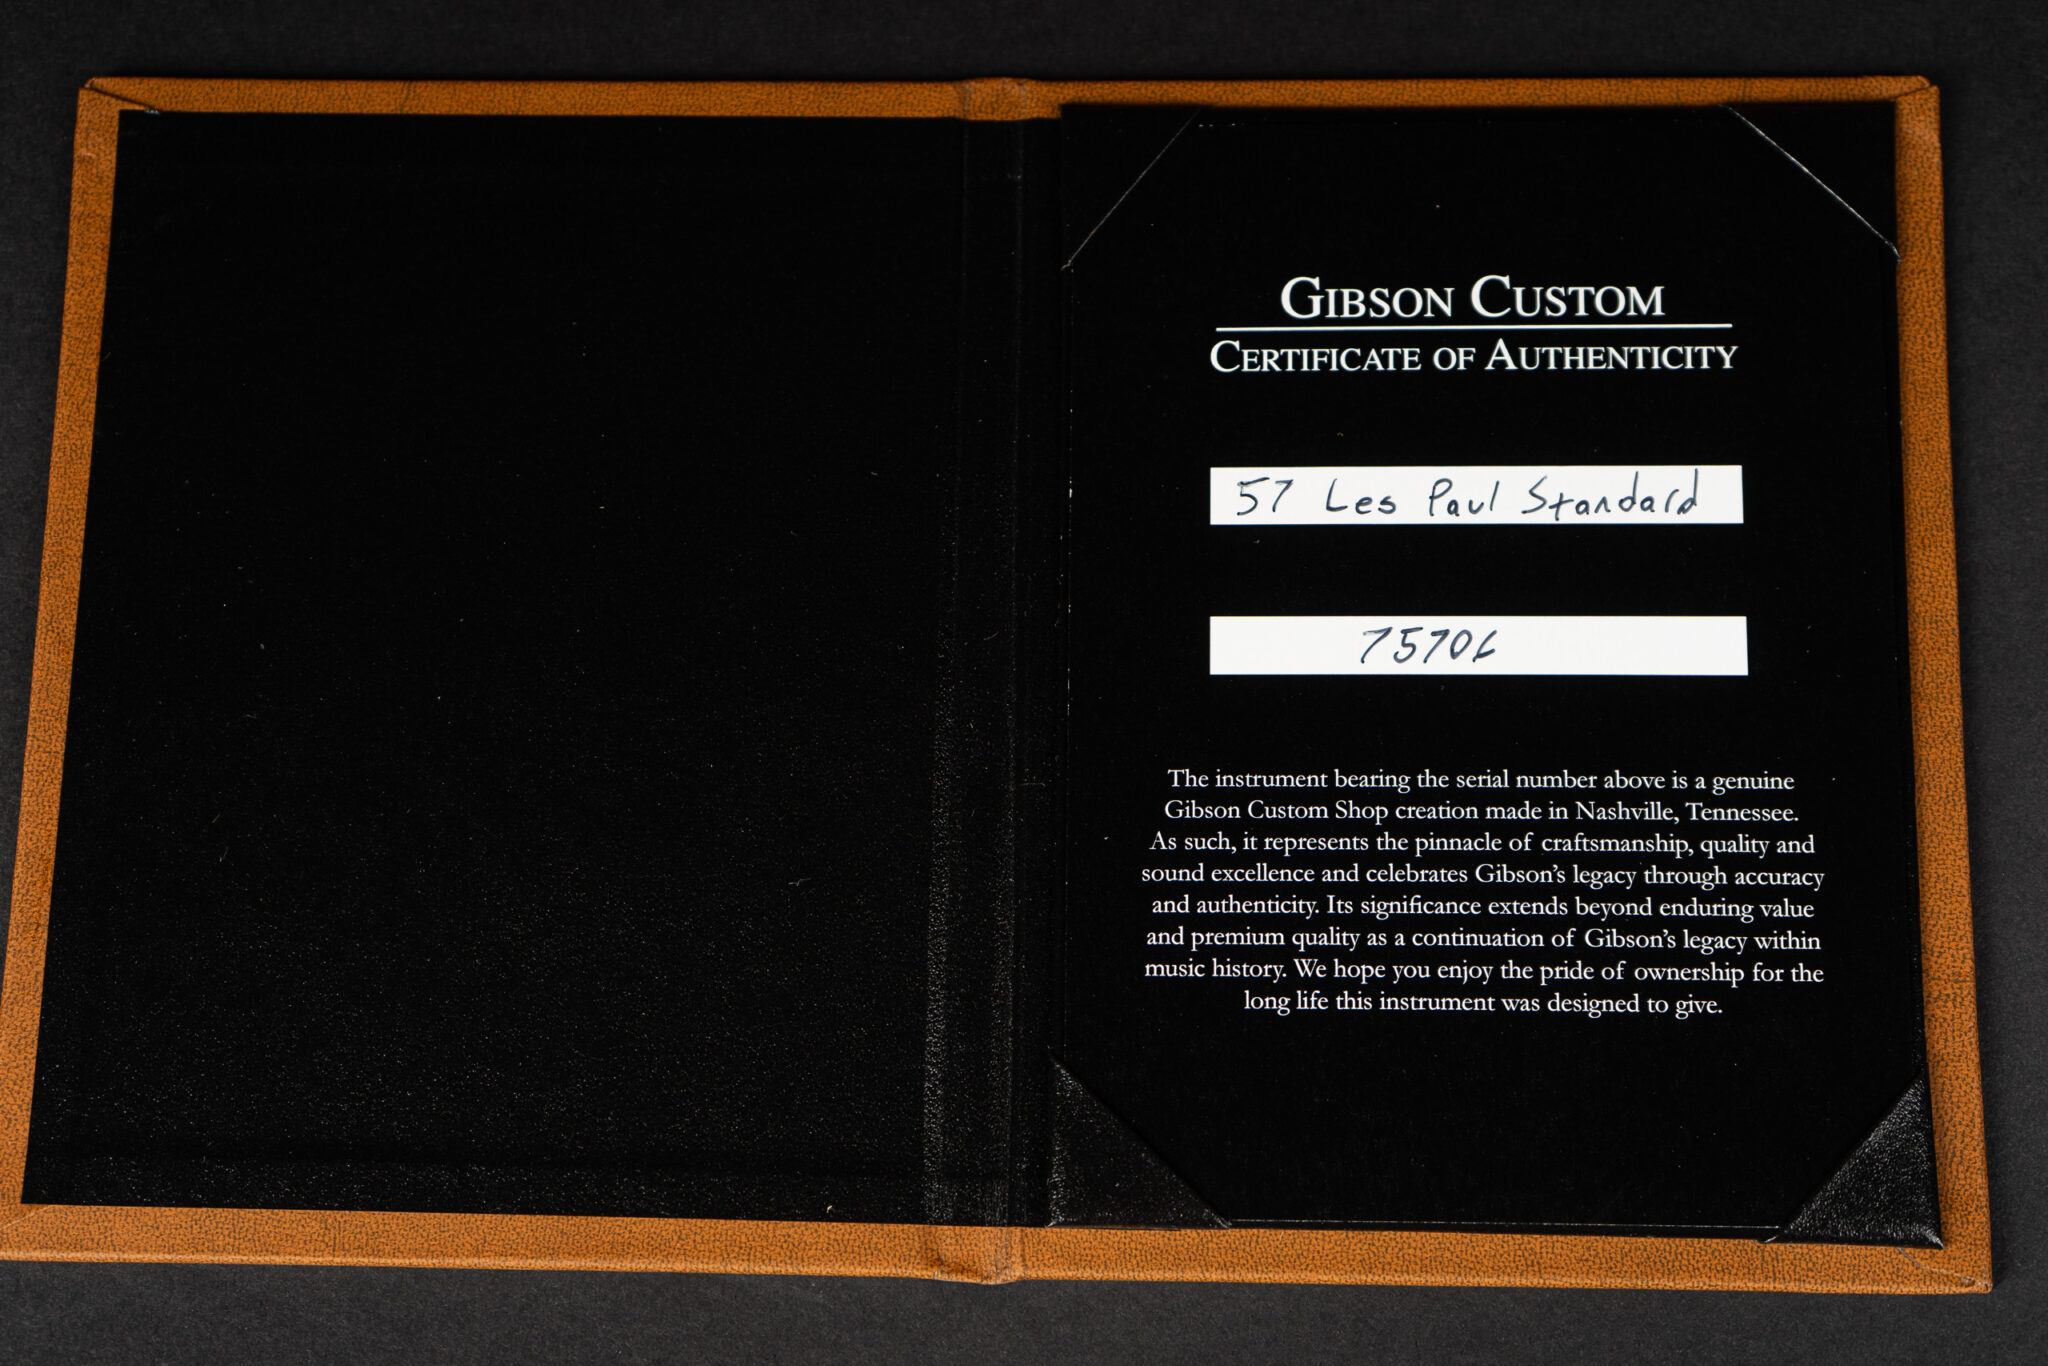 GIBSON CUSTOM
CERTIFICATE OF AUTHENTICITY
57 Les Paul Standard
75706
The instrument bearing the serial number above is a genuine
Gibson Custom Shop creation made in Nashville, Tennessee.
As such, it represents the pinnacle of craftsmanship, quality and
sound excellence and celebrates Gibson's legacy through accuracy
and authenticity. Its significance extends beyond enduring value
and premium quality as a continuation of Gibson's legacy within
music history. We hope you enjoy the pride of ownership for the
long life this instrument was designed to give.